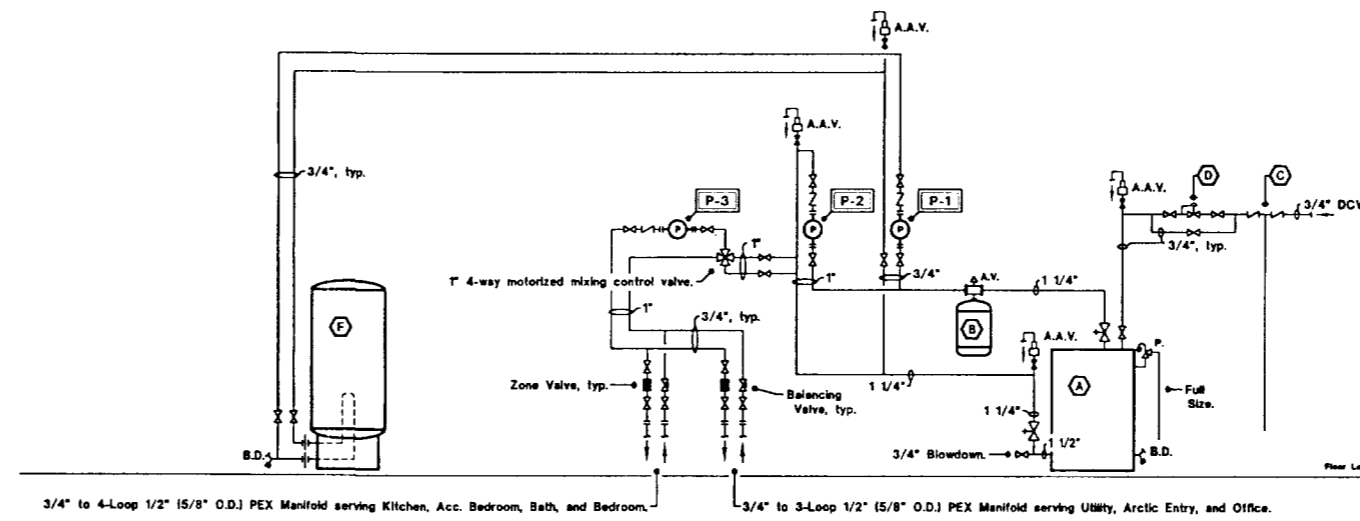 A.A.V.
A.A.V.
3/4", typ.
P-3
P-2
P-1
A.A.V.
D
C
3/4" DCW
P
P
P
1"
3/4", typ.
1" 4-way motorized mixing control valve.
1"
3/4"
A.V.
1 1/4"
F
1"
3/4", typ.
B
A.A.V.
P.
Zone Valve, typ.
Balancing
Valve, typ.
1 1/4"
A
Full
Size.
1 1/4"
B.D.
3/4" Blowdown.
1 1/2"
B.D.
3/4" to 4-Loop 1/2" (5/8" O.D.) PEX Manifold serving Kitchen, Acc. Bedroom, Bath, and Bedroom.
3/4" to 3-Loop 1/2" (5/8" O.D.) PEX Manifold serving Utility, Arctic Entry, and Office.
Floor